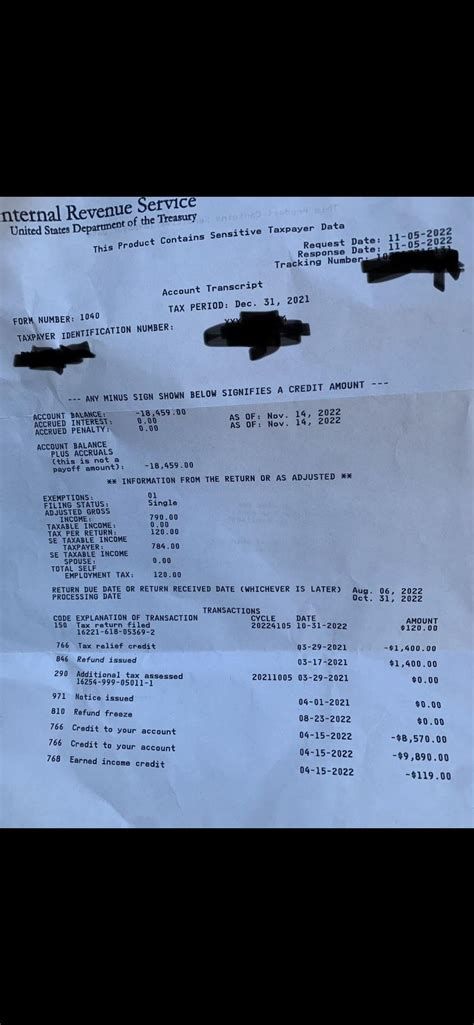 nternal Revenue Service
United States Department of the Treasury
This Product Contains Sensitive Taxpayer Data
Request Date: 11-05-2022
Response Date: 11-05-2022
Tracking Number:
Account Transcript
FORM NUMBER: 1040
TAX PERIOD: Dec. 31, 2021
TAXPAYER IDENTIFICATION NUMBER:
--- ANY MINUS SIGN SHOWN BELOW SIGNIFIES A CREDIT AMOUNT ---
ACCOUNT BALANCE: -18,459.00
ACCRUED INTEREST: 0.00 AS OF: Nov. 14, 2022
ACCRUED PENALTY: 0.00 AS OF: Nov. 14, 2022
ACCOUNT BALANCE
PLUS ACCRUALS
(this is not a
payoff amount): -18,459.00
** INFORMATION FROM THE RETURN OR AS ADJUSTED **
EXEMPTIONS: 01
FILING STATUS: Single
ADJUSTED GROSS
INCOME: 790.00
TAXABLE INCOME: 0.00
TAX PER RETURN: 120.00
SE TAXABLE INCOME
TAXPAYER: 784.00
SE TAXABLE INCOME
SPOUSE: 0.00
TOTAL SELF
EMPLOYMENT TAX: 120.00
RETURN DUE DATE OR RETURN RECEIVED DATE (WHICHEVER IS LATER) Aug. 06, 2022
PROCESSING DATE Oct. 31, 2022
TRANSACTIONS
CODE EXPLANATION OF TRANSACTION CYCLE DATE AMOUNT
150 Tax return filed 20224105 10-31-2022 $120.00
16221-618-05369-2
766 Tax relief credit 03-29-2021 -$1,400.00
846 Refund issued 03-17-2021 $1,400.00
290 Additional tax assessed 20211005 03-29-2021 $0.00
16254-999-05011-1
971 Notice issued 04-01-2021 $0.00
810 Refund freeze 08-23-2022 $0.00
766 Credit to your account 04-15-2022 -$8,570.00
766 Credit to your account 04-15-2022 -$9,890.00
768 Earned income credit 04-15-2022 -$119.00